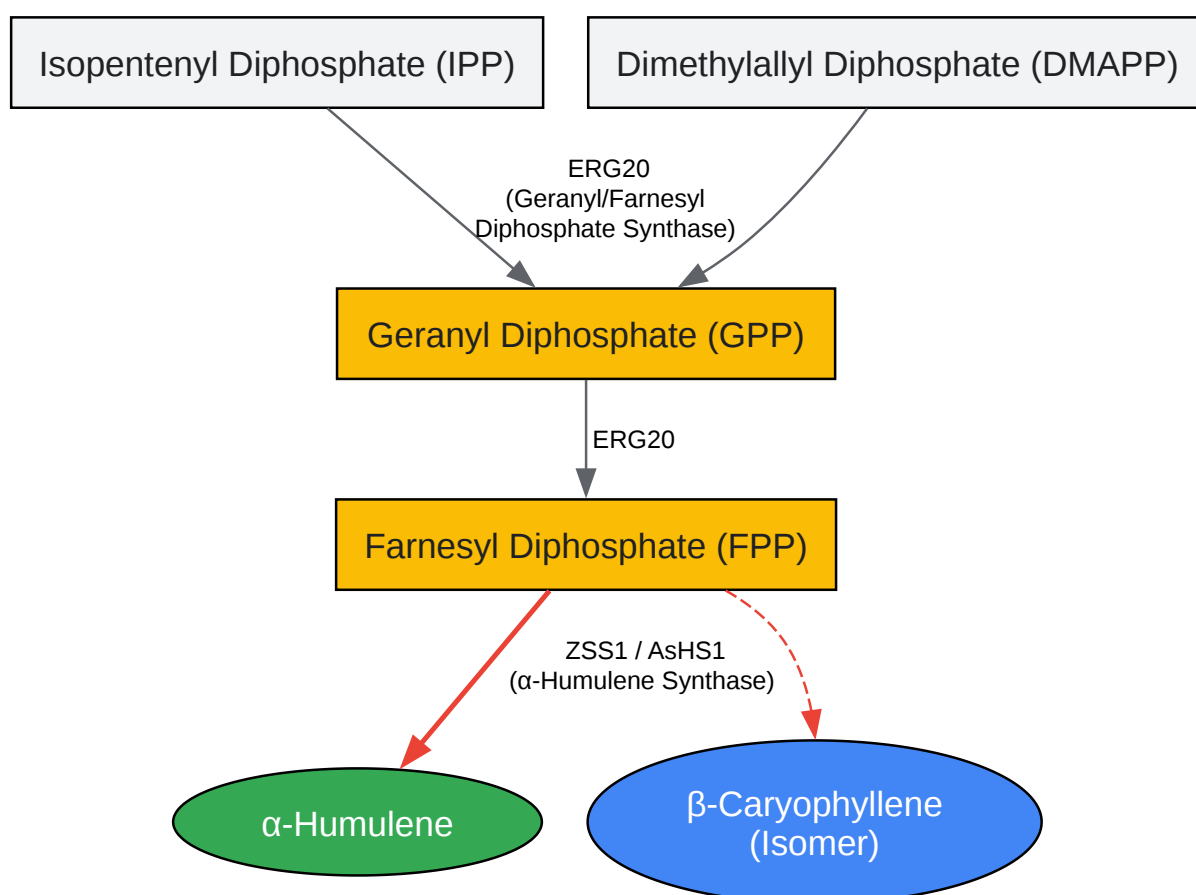 Isopentenyl Diphosphate (IPP)
Dimethylallyl Diphosphate (DMAPP)
ERG20
(Geranyl/Farnesyl
Diphosphate Synthase)
Geranyl Diphosphate (GPP)
ERG20
Farnesyl Diphosphate (FPP)
ZSS1 / AsHS1
(α-Humulene Synthase)
α-Humulene
β-Caryophyllene
(Isomer)